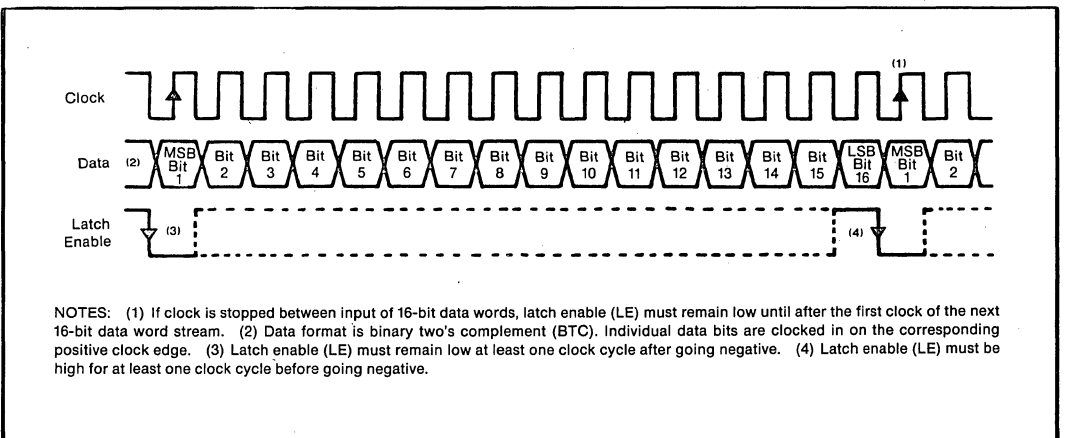 (1)
Clock
Data (2) MSB Bit 1 Bit 2 Bit 3 Bit 4 Bit 5 Bit 6 Bit 7 Bit 8 Bit 9 Bit 10 Bit 11 Bit 12 Bit 13 Bit 14 Bit 15 LSB Bit 16 MSB Bit 1 Bit 2
Latch
Enable
(3)
(4)
NOTES: (1) If clock is stopped between input of 16-bit data words, latch enable (LE) must remain low until after the first clock of the next
16-bit data word stream. (2) Data format is binary two's complement (BTC). Individual data bits are clocked in on the corresponding
positive clock edge. (3) Latch enable (LE) must remain low at least one clock cycle after going negative. (4) Latch enable (LE) must be
high for at least one clock cycle before going negative.